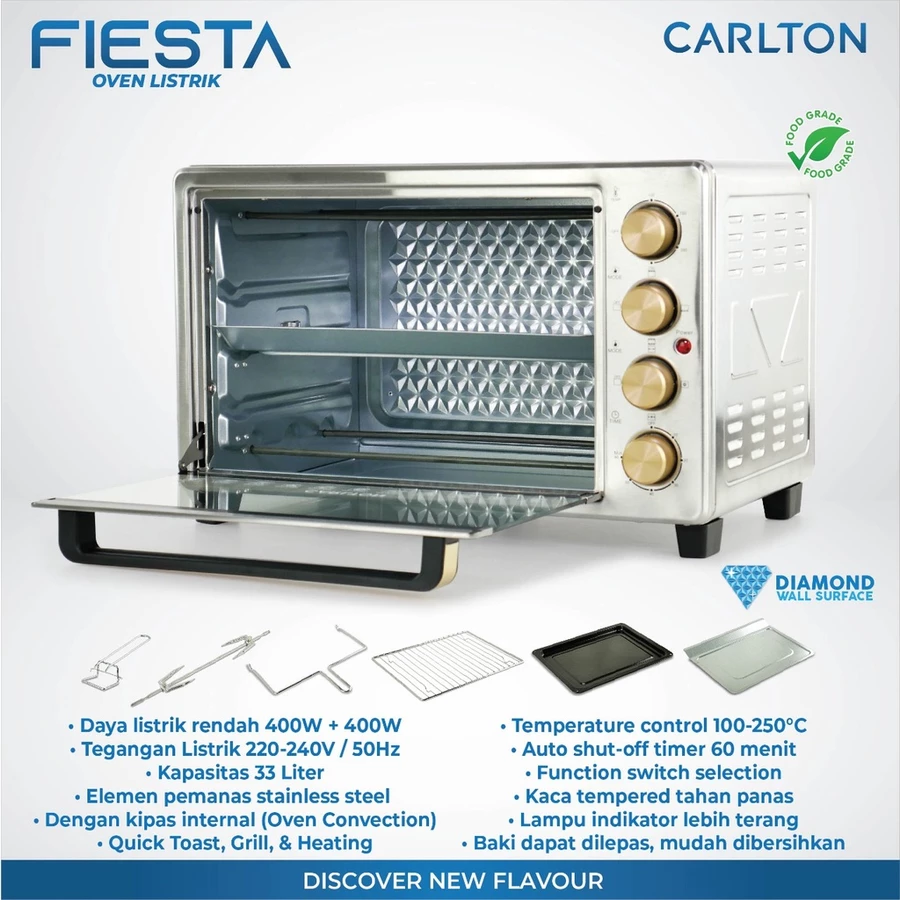 FIESTA
OVEN LISTRIK
CARLTON
FOOD GRADE
FOOD GRADE
MODE
Power
MODE
TIME
DIAMOND
WALL SURFACE
• Daya listrik rendah 400W + 400W
• Tegangan Listrik 220-240V / 50Hz
• Kapasitas 33 Liter
• Elemen pemanas stainless steel
• Dengan kipas internal (Oven Convection)
• Quick Toast, Grill, & Heating
• Temperature control 100-250°C
• Auto shut-off timer 60 menit
• Function switch selection
• Kaca tempered tahan panas
• Lampu indikator lebih terang
• Baki dapat dilepas, mudah dibersihkan
DISCOVER NEW FLAVOUR